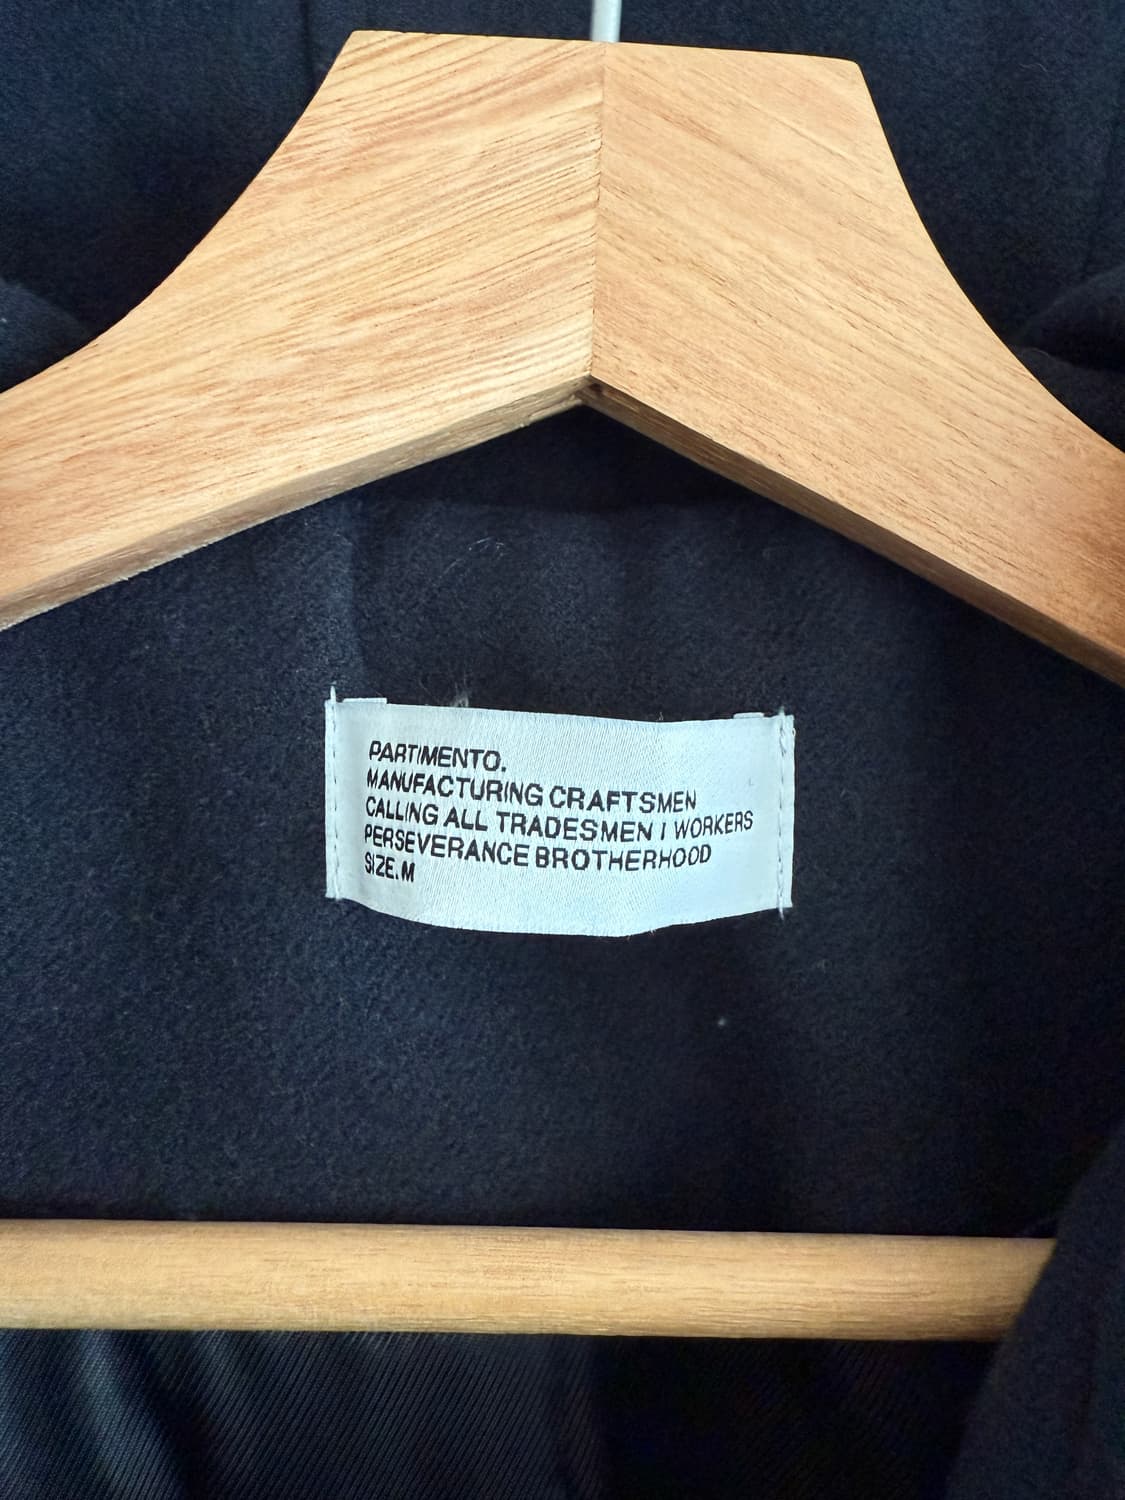 PARTIMENTO.
MANUFACTURING CRAFTSMEN
CALLING ALL TRADESMEN I WORKERS
PERSEVERANCE BROTHERHOOD
SIZE.M